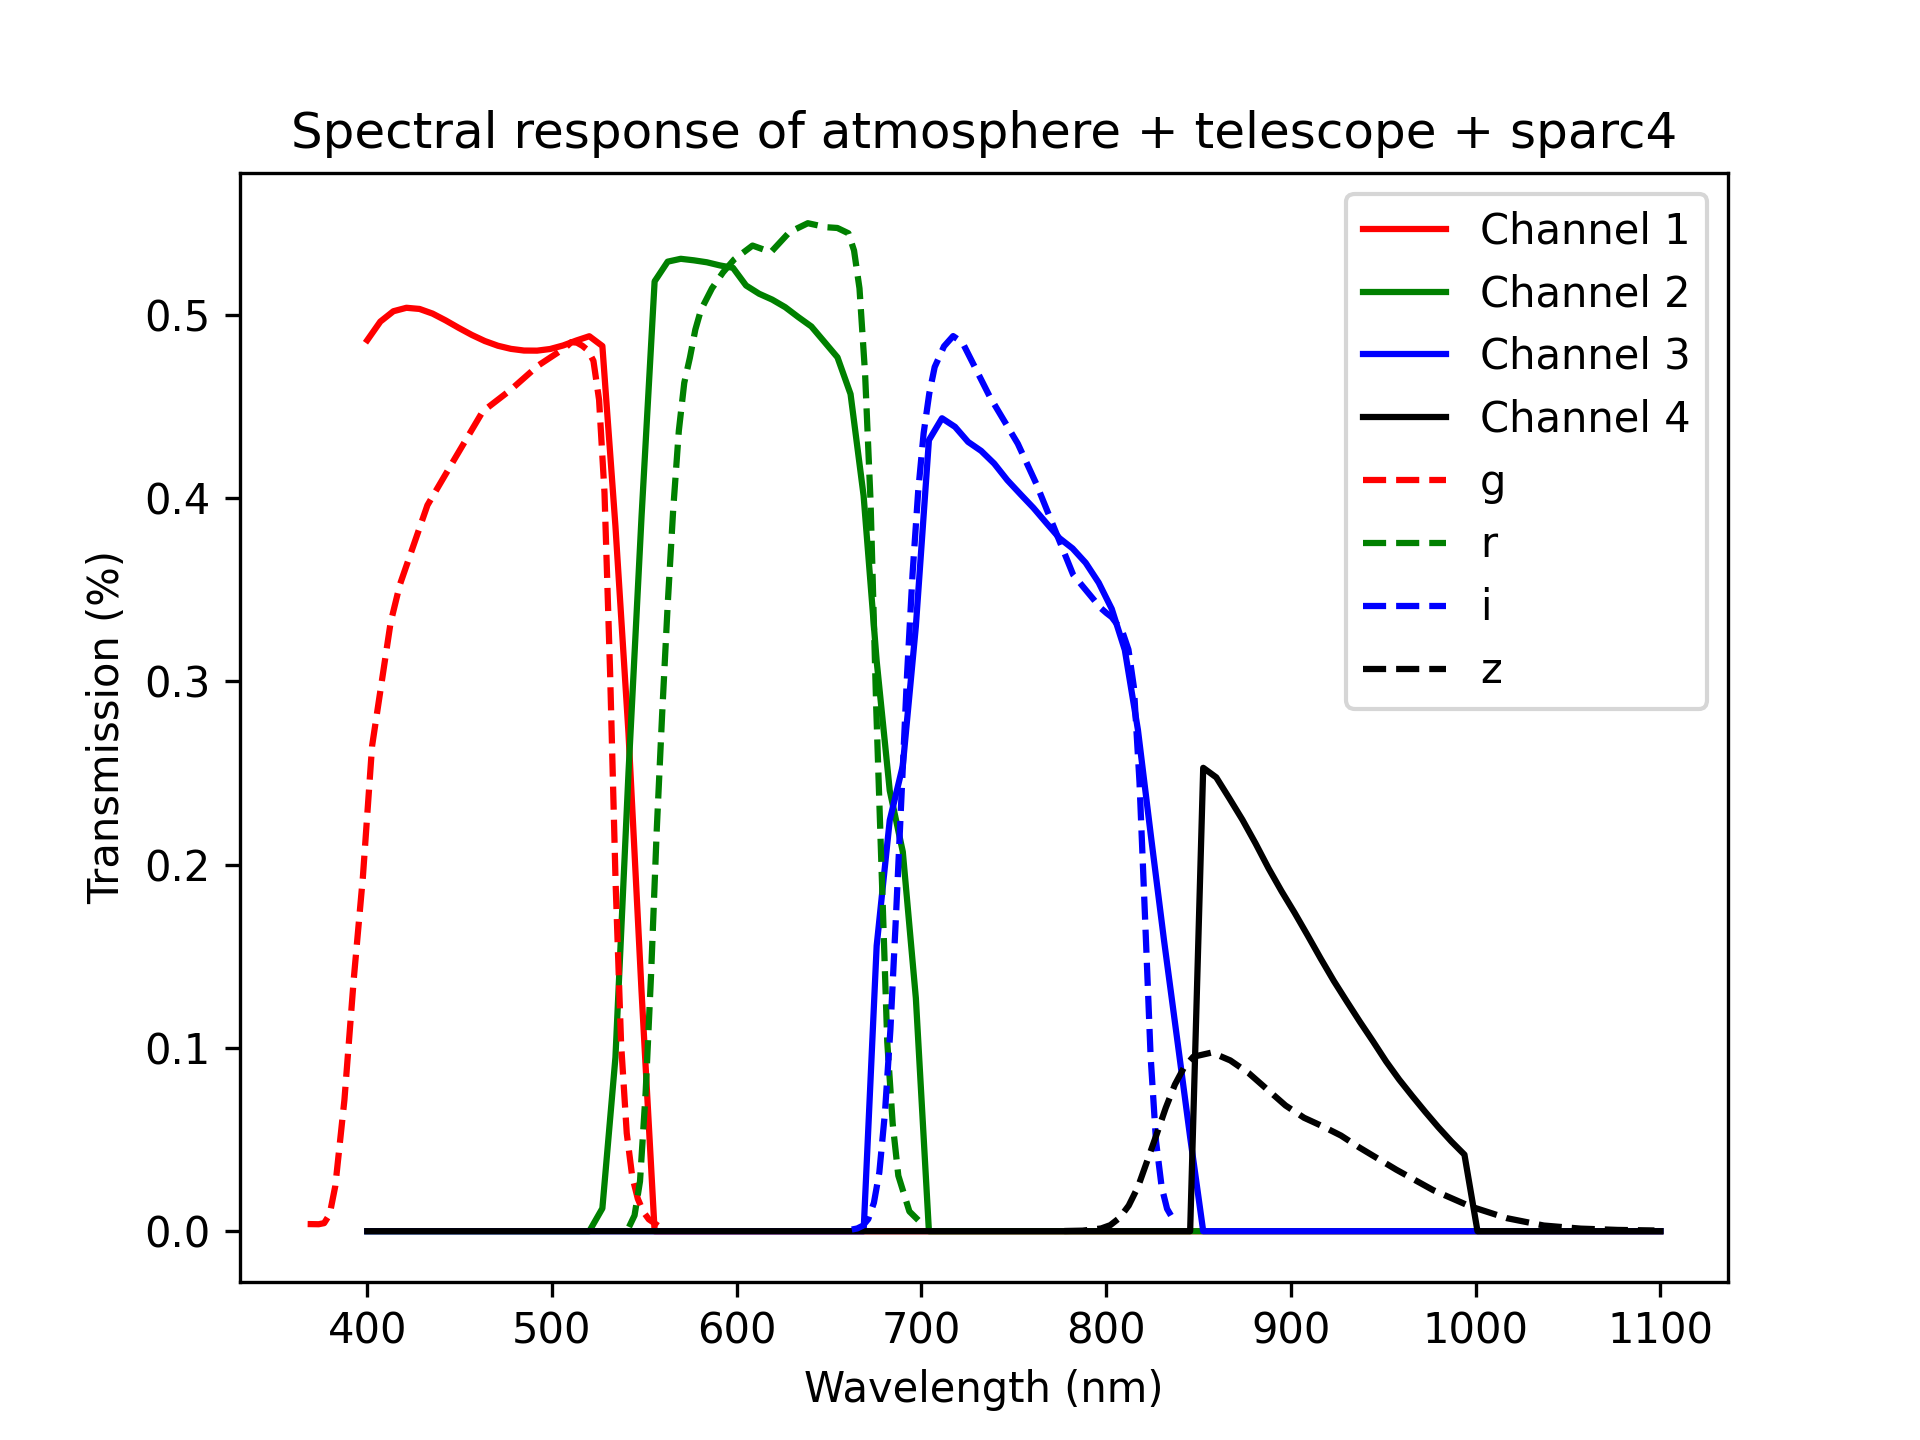 Spectral response of atmosphere + telescope + sparc4
Channel 1
Channel 2
Channel 3
Channel 4
g
r
i
z
Transmission (%)
0.5
0.4
0.3
0.2
0.1
0.0
400 500 600 700 800 900 1000 1100
Wavelength (nm)